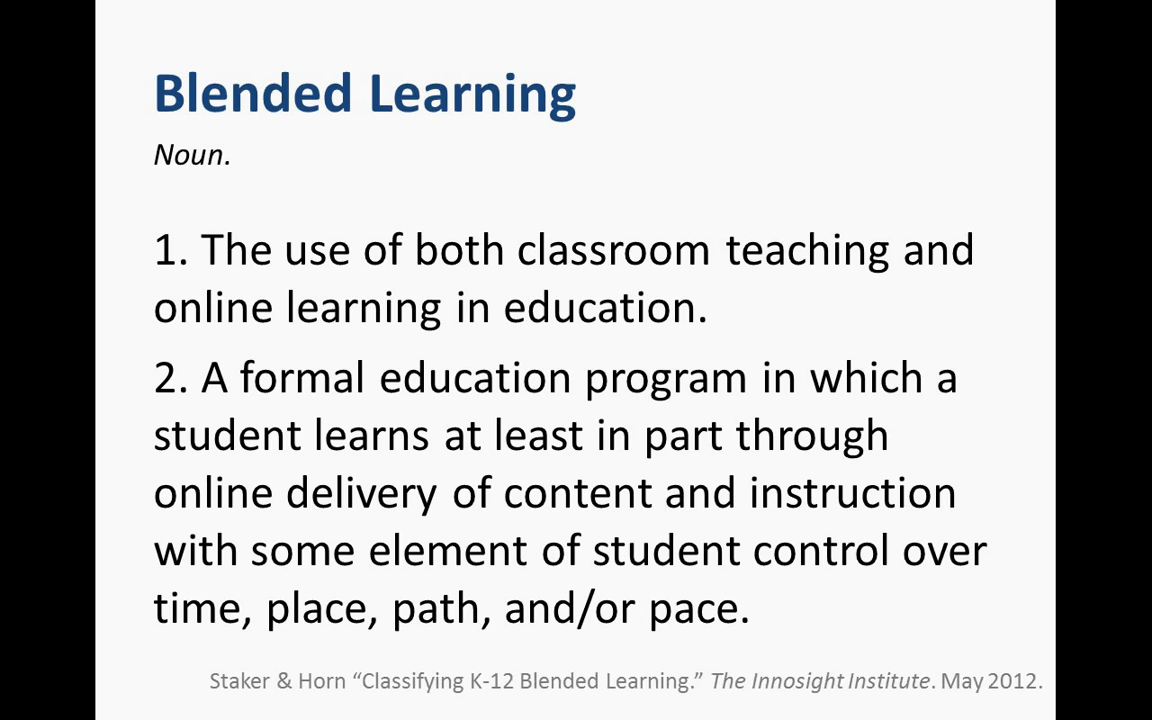 Blended Learning
Noun.
1. The use of both classroom teaching and
online learning in education.
2. A formal education program in which a
student learns at least in part through
online delivery of content and instruction
with some element of student control over
time, place, path, and/or pace.
Staker & Horn “Classifying K-12 Blended Learning.” The Innosight Institute. May 2012.